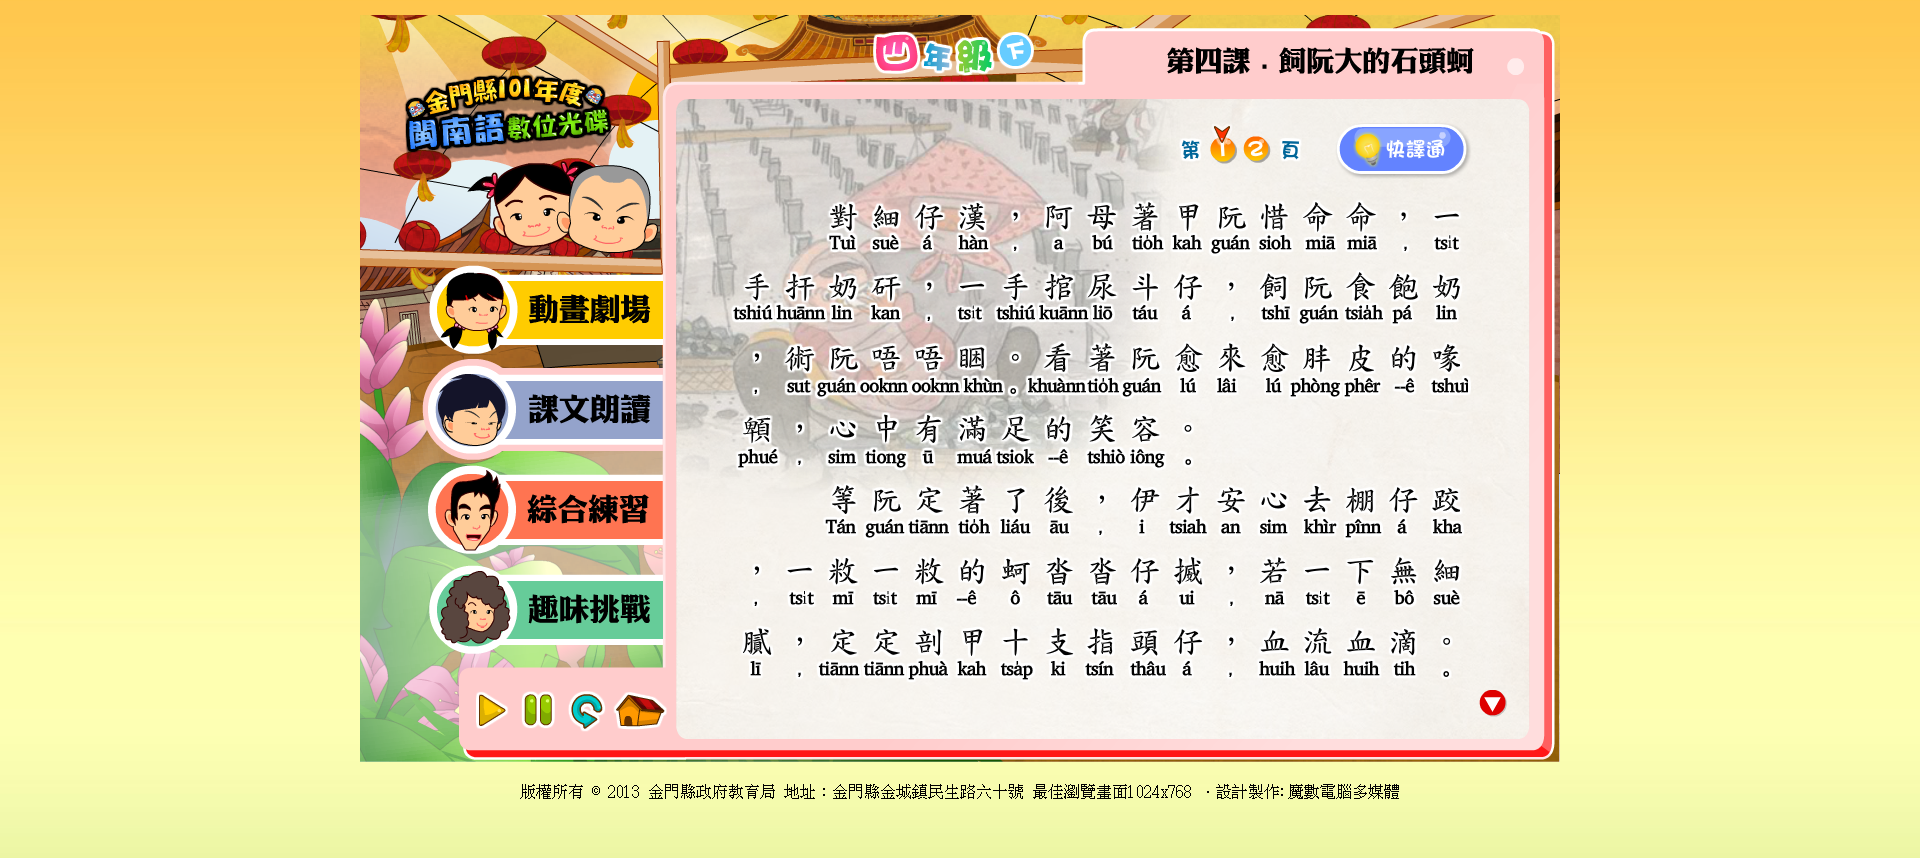 金門縣101年度
閩南語數位光碟
四年級下
第四課．飼阮大的石頭蚵
第 1 2 頁
快譯通
動畫劇場
課文朗讀
綜合練習
趣味挑戰
對細仔漢，阿母著甲阮惜命命，一
Tuì suè á hàn , a bú tio̍h kah guán sioh miā miā , tsi̍t
手扞奶矸，一手捾尿斗仔，飼阮食飽奶
tshiú huānn lin kan , tsi̍t tshiú kuānn liō táu á , tshī guán tsia̍h pá lin
，術阮唔唔睏。看著阮愈來愈胖皮的喙
, sut guán ooknn ooknn khùn 。 khuànn tio̍h guán lú lâi lú phòng phêr --ê tshuì
顊，心中有滿足的笑容。
phué , sim tiong ū muá tsiok --ê tshiò iông 。
等阮定著了後，伊才安心去棚仔跤
Tán guán tiānn tio̍h liáu āu , i tsiah an sim khìr pînn á kha
，一敉一敉的蚵沓沓仔搣，若一下無細
, tsi̍t mī tsi̍t mī --ê ô tāu tāu á ui , nā tsi̍t ē bô suè
膩，定定剖甲十支指頭仔，血流血滴。
lī , tiānn tiānn phuà kah tsa̍p ki tsín thâu á , huih lâu huih tih 。
版權所有 © 2013 金門縣政府教育局 地址：金門縣金城鎮民生路六十號 最佳瀏覽畫面1024x768 ・設計製作:魔數電腦多媒體